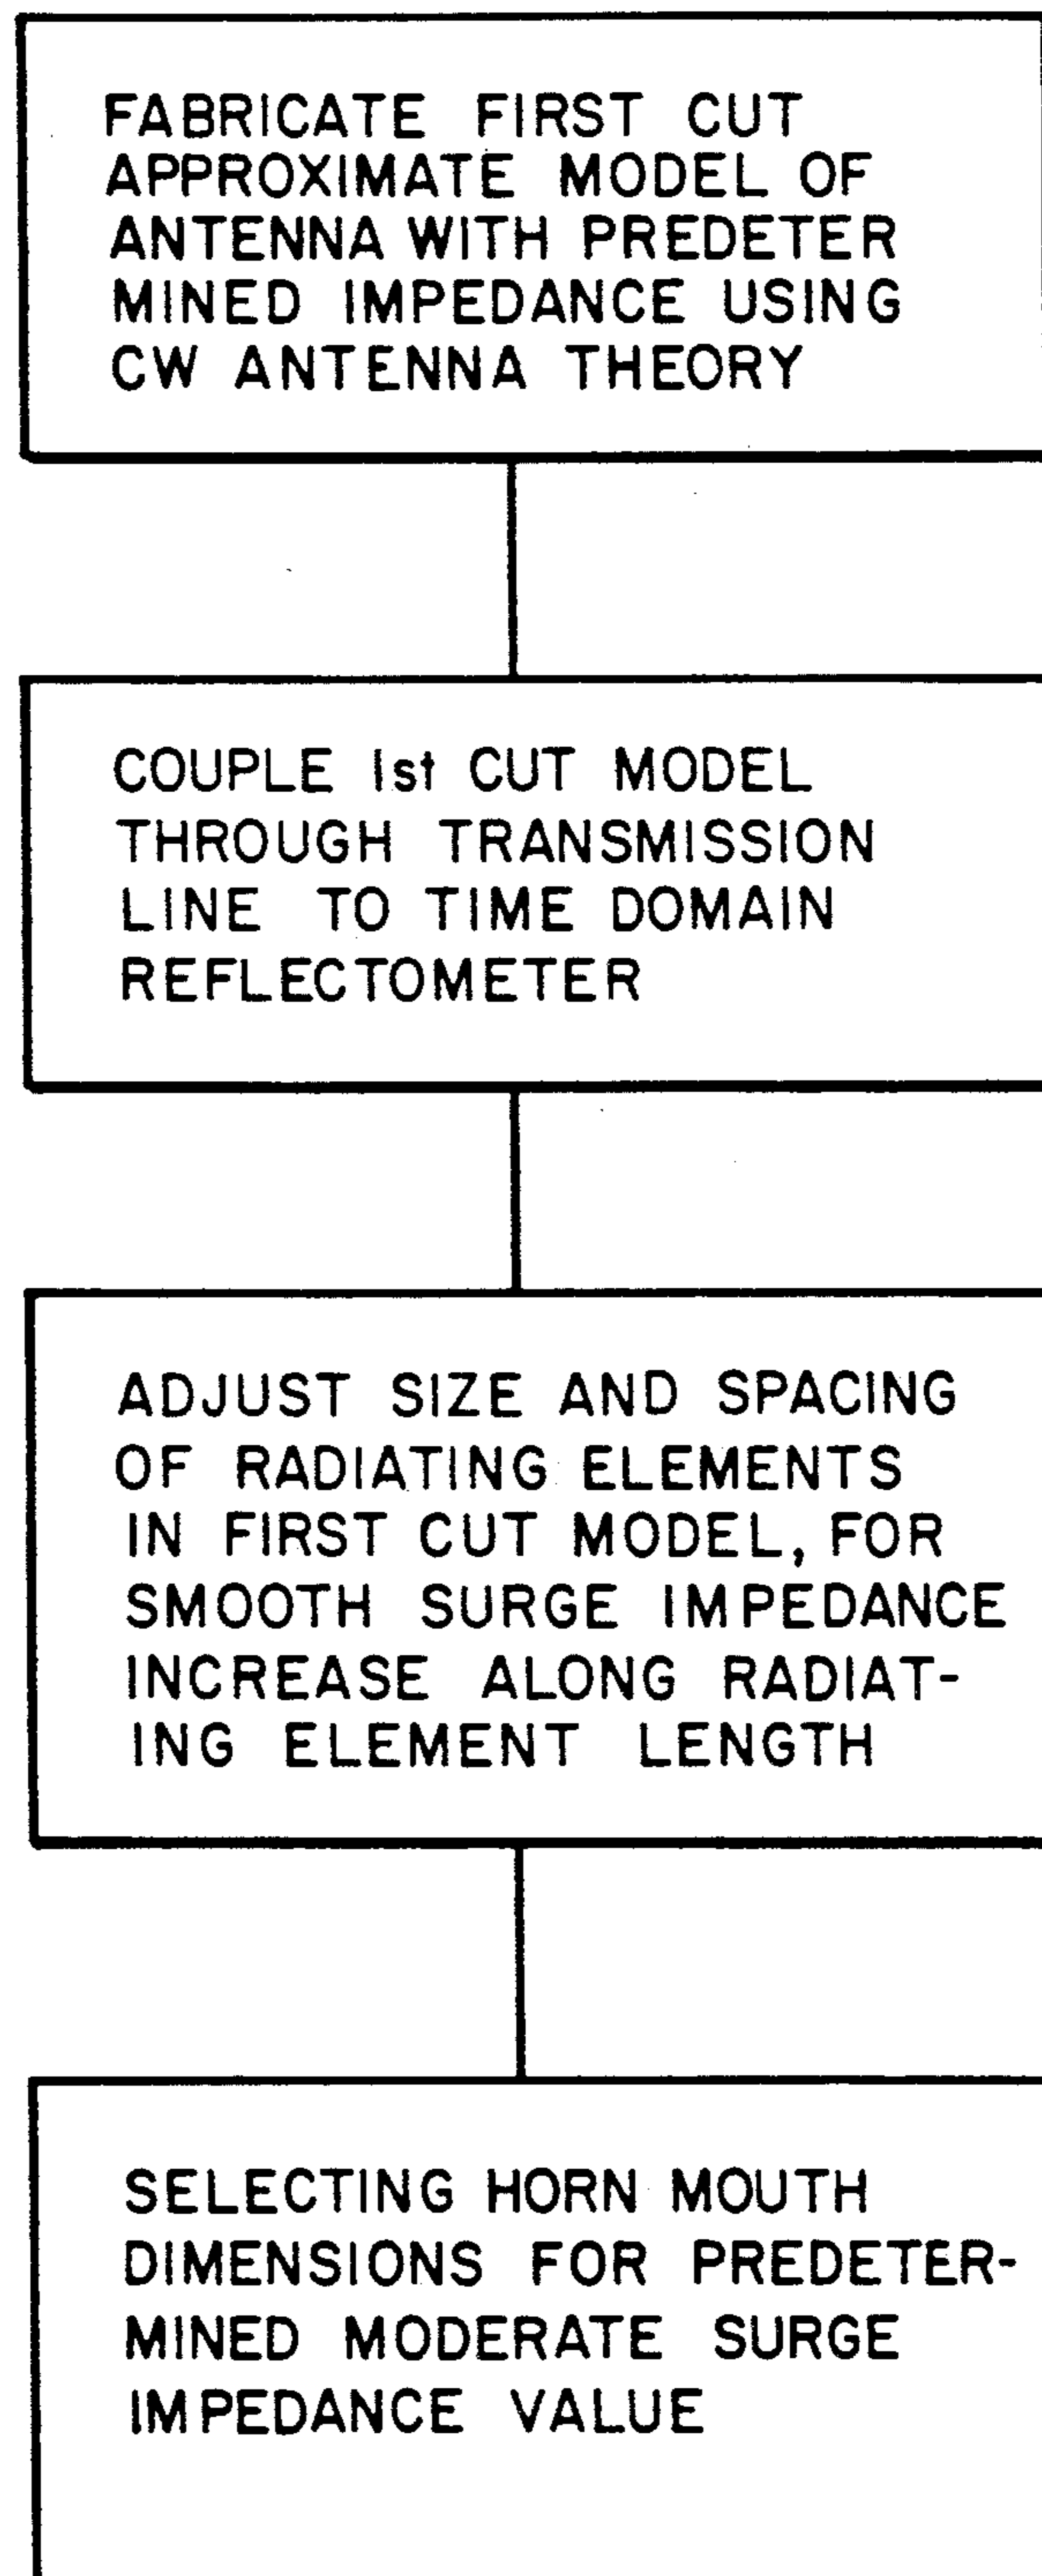 FABRICATE FIRST CUT
APPROXIMATE MODEL OF
ANTENNA WITH PREDETER
MINED IMPEDANCE USING
CW ANTENNA THEORY
COUPLE 1st CUT MODEL
THROUGH TRANSMISSION
LINE TO TIME DOMAIN
REFLECTOMETER
ADJUST SIZE AND SPACING
OF RADIATING ELEMENTS
IN FIRST CUT MODEL, FOR
SMOOTH SURGE IMPEDANCE
INCREASE ALONG RADIAT-
ING ELEMENT LENGTH
SELECTING HORN MOUTH
DIMENSIONS FOR PREDETER-
MINED MODERATE SURGE
IMPEDANCE VALUE